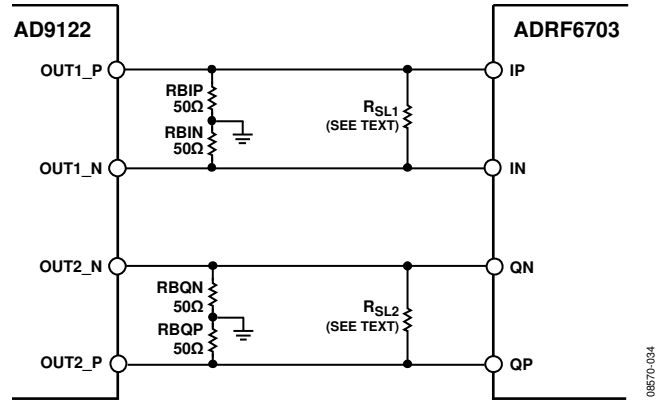 AD9122
ADRF6703
OUT1_P
IP
RBIP
50Ω
RSL1
(SEE TEXT)
RBIN
50Ω
OUT1_N
IN
OUT2_N
QN
RBQN
50Ω
RSL2
(SEE TEXT)
RBQP
50Ω
OUT2_P
QP
08570-034